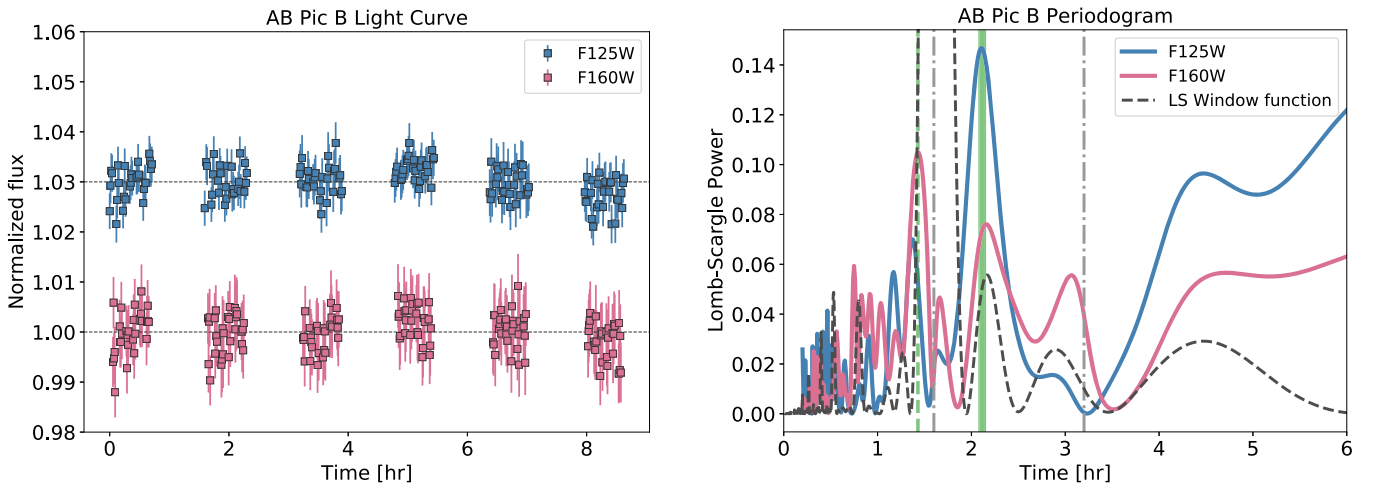 AB Pic B Light Curve
1.06
1.05
1.04
1.03
1.02
1.01
1.00
0.99
0.98
Normalized flux
F125W
F160W
0 2 4 6 8
Time [hr]
AB Pic B Periodogram
0.14
0.12
0.10
0.08
0.06
0.04
0.02
0.00
Lomb-Scargle Power
F125W
F160W
LS Window function
0 1 2 3 4 5 6
Time [hr]